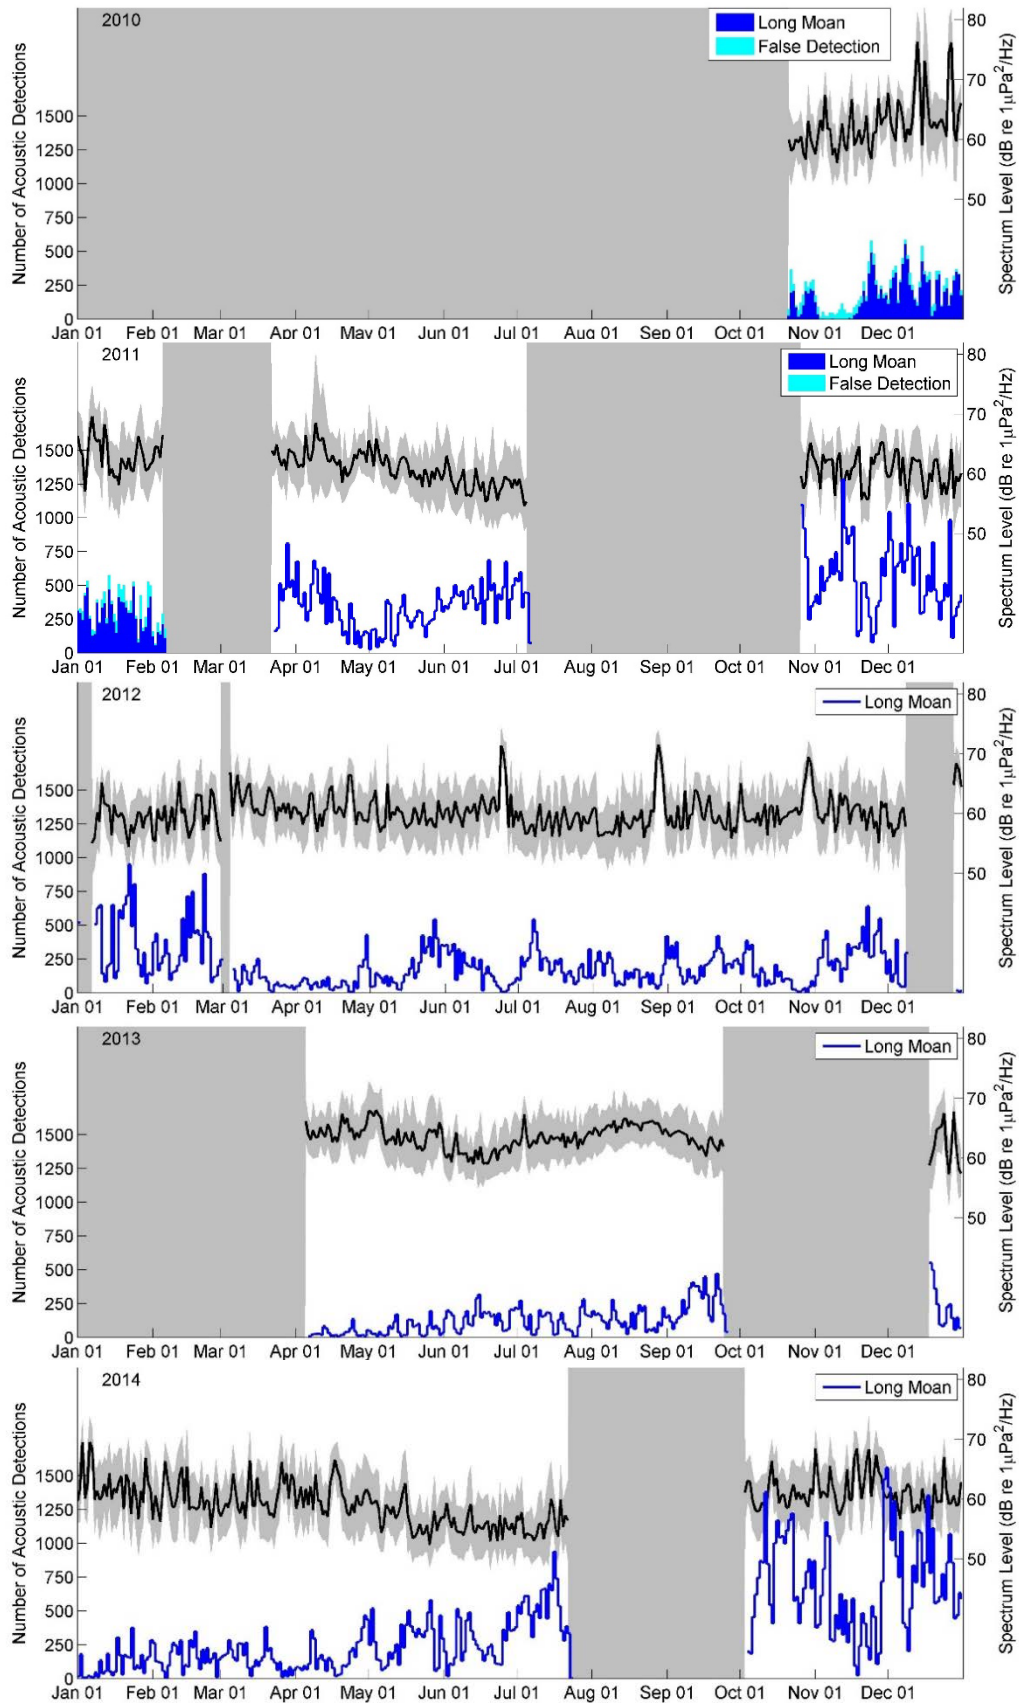 2010
Long Moan
False Detection
Number of Acoustic Detections
1500
1250
1000
750
500
250
0
80
70
60
50
Spectrum Level (dB re 1µPa²/Hz)
Jan 01 Feb 01 Mar 01 Apr 01 May 01 Jun 01 Jul 01 Aug 01 Sep 01 Oct 01 Nov 01 Dec 01
2011
Long Moan
False Detection
Number of Acoustic Detections
1500
1250
1000
750
500
250
0
80
70
60
50
Spectrum Level (dB re 1µPa²/Hz)
Jan 01 Feb 01 Mar 01 Apr 01 May 01 Jun 01 Jul 01 Aug 01 Sep 01 Oct 01 Nov 01 Dec 01
2012
Long Moan
Number of Acoustic Detections
1500
1250
1000
750
500
250
0
80
70
60
50
Spectrum Level (dB re 1µPa²/Hz)
Jan 01 Feb 01 Mar 01 Apr 01 May 01 Jun 01 Jul 01 Aug 01 Sep 01 Oct 01 Nov 01 Dec 01
2013
Long Moan
Number of Acoustic Detections
1500
1250
1000
750
500
250
0
80
70
60
50
Spectrum Level (dB re 1µPa²/Hz)
Jan 01 Feb 01 Mar 01 Apr 01 May 01 Jun 01 Jul 01 Aug 01 Sep 01 Oct 01 Nov 01 Dec 01
2014
Long Moan
Number of Acoustic Detections
1500
1250
1000
750
500
250
0
80
70
60
50
Spectrum Level (dB re 1µPa²/Hz)
Jan 01 Feb 01 Mar 01 Apr 01 May 01 Jun 01 Jul 01 Aug 01 Sep 01 Oct 01 Nov 01 Dec 01